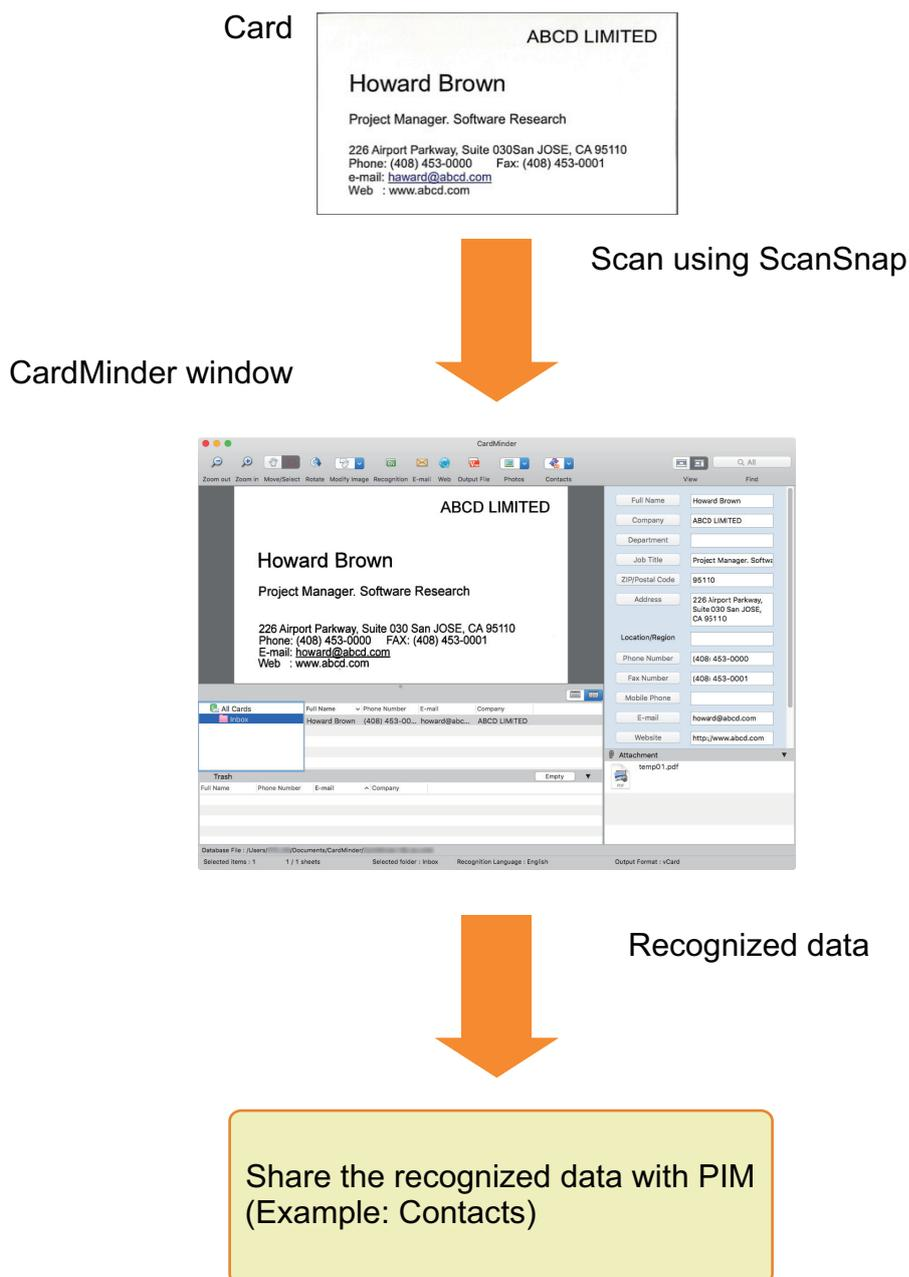 Card
ABCD LIMITED
Howard Brown
Project Manager. Software Research
226 Airport Parkway, Suite 030San JOSE, CA 95110
Phone: (408) 453-0000 Fax: (408) 453-0001
e-mail: haward@abcd.com
Web : www.abcd.com
Scan using ScanSnap
CardMinder window
CardMinder
Q All
Zoom out Zoom in Move/Select Rotate Modify Image Recognition E-mail Web Output File Photos Contacts View Find
ABCD LIMITED
Howard Brown
Project Manager. Software Research
226 Airport Parkway, Suite 030 San JOSE, CA 95110
Phone: (408) 453-0000 FAX: (408) 453-0001
E-mail: howard@abcd.com
Web : www.abcd.com
Full Name Howard Brown
Company ABCD LIMITED
Department
Job Title Project Manager. Softwa
ZIP/Postal Code 95110
Address 226 Airport Parkway,
Suite 030 San JOSE,
CA 95110
Location/Region
Phone Number (408) 453-0000
Fax Number (408) 453-0001
Mobile Phone
E-mail howard@abcd.com
Website http://www.abcd.com
All Cards
Inbox
Full Name Phone Number E-mail Company
Howard Brown (408) 453-00... howard@abc... ABCD LIMITED
Attachment
temp01.pdf
PDF
Trash Empty
Full Name Phone Number E-mail Company
Database File : /Users/ /Documents/CardMinder/
Selected items : 1 1 / 1 sheets Selected folder : Inbox Recognition Language : English Output Format : vCard
Recognized data
Share the recognized data with PIM
(Example: Contacts)